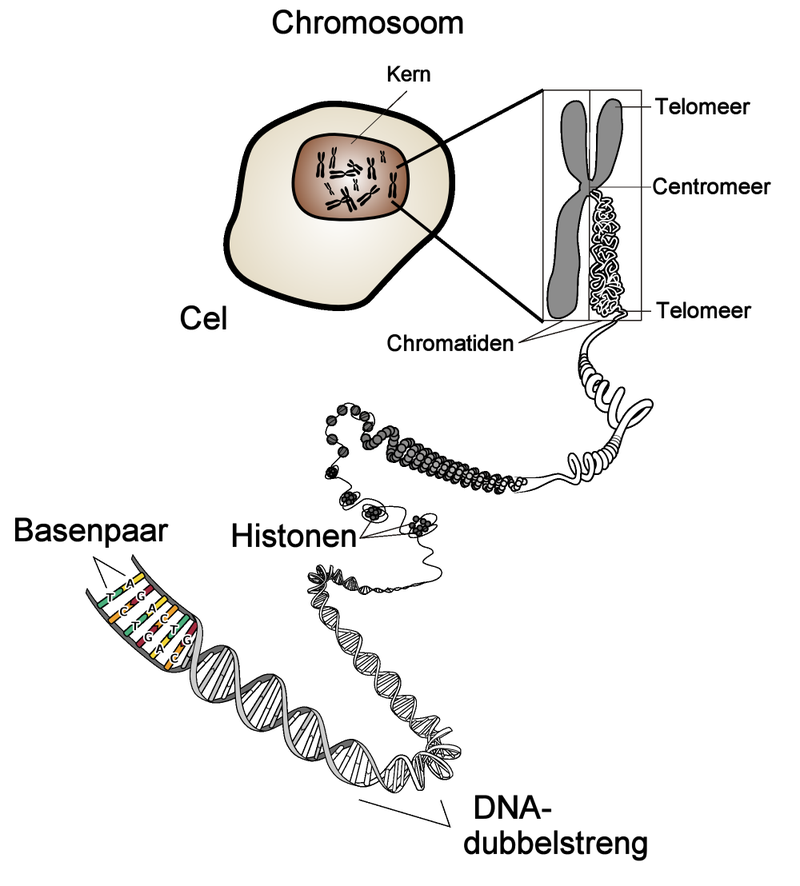 Chromosoom
Kern
Telomeer
Centromeer
Cel
Telomeer
Chromatiden
Basenpaar
Histonen
T A
C G
T A
G C
A T
C G
DNA-
dubbelstreng